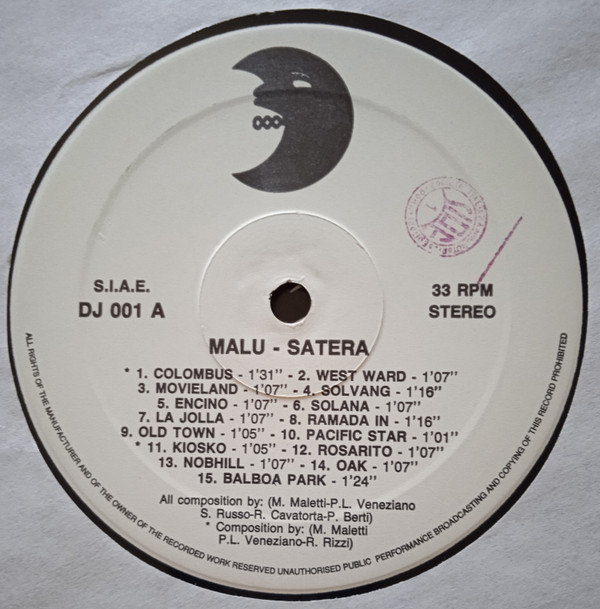 S.I.A.E.
DJ 001 A
33 RPM
STEREO
MALU - SATERA
* 1. COLOMBUS - 1'31'' - 2. WEST WARD - 1'07''
3. MOVIELAND - 1'07'' - 4. SOLVANG - 1'16''
5. ENCINO - 1'07'' - 6. SOLANA - 1'07''
7. LA JOLLA - 1'07'' - 8. RAMADA IN - 1'16''
9. OLD TOWN - 1'05'' - 10. PACIFIC STAR - 1'01''
* 11. KIOSKO - 1'05'' - 12. ROSARITO - 1'07''
13. NOBHILL - 1'07'' - 14. OAK - 1'07''
15. BALBOA PARK - 1'24''
All composition by: (M. Maletti-P.L. Veneziano
S. Russo-R. Cavatorta-P. Berti)
* Composition by: (M. Maletti
P.L. Veneziano-R. Rizzi)
ALL RIGHTS OF THE MANUFACTURER AND OF THE OWNER OF THE RECORDED WORK RESERVED UNAUTHORISED PUBLIC PERFORMANCE BROADCASTING AND COPYING OF THIS RECORD PROHIBITED